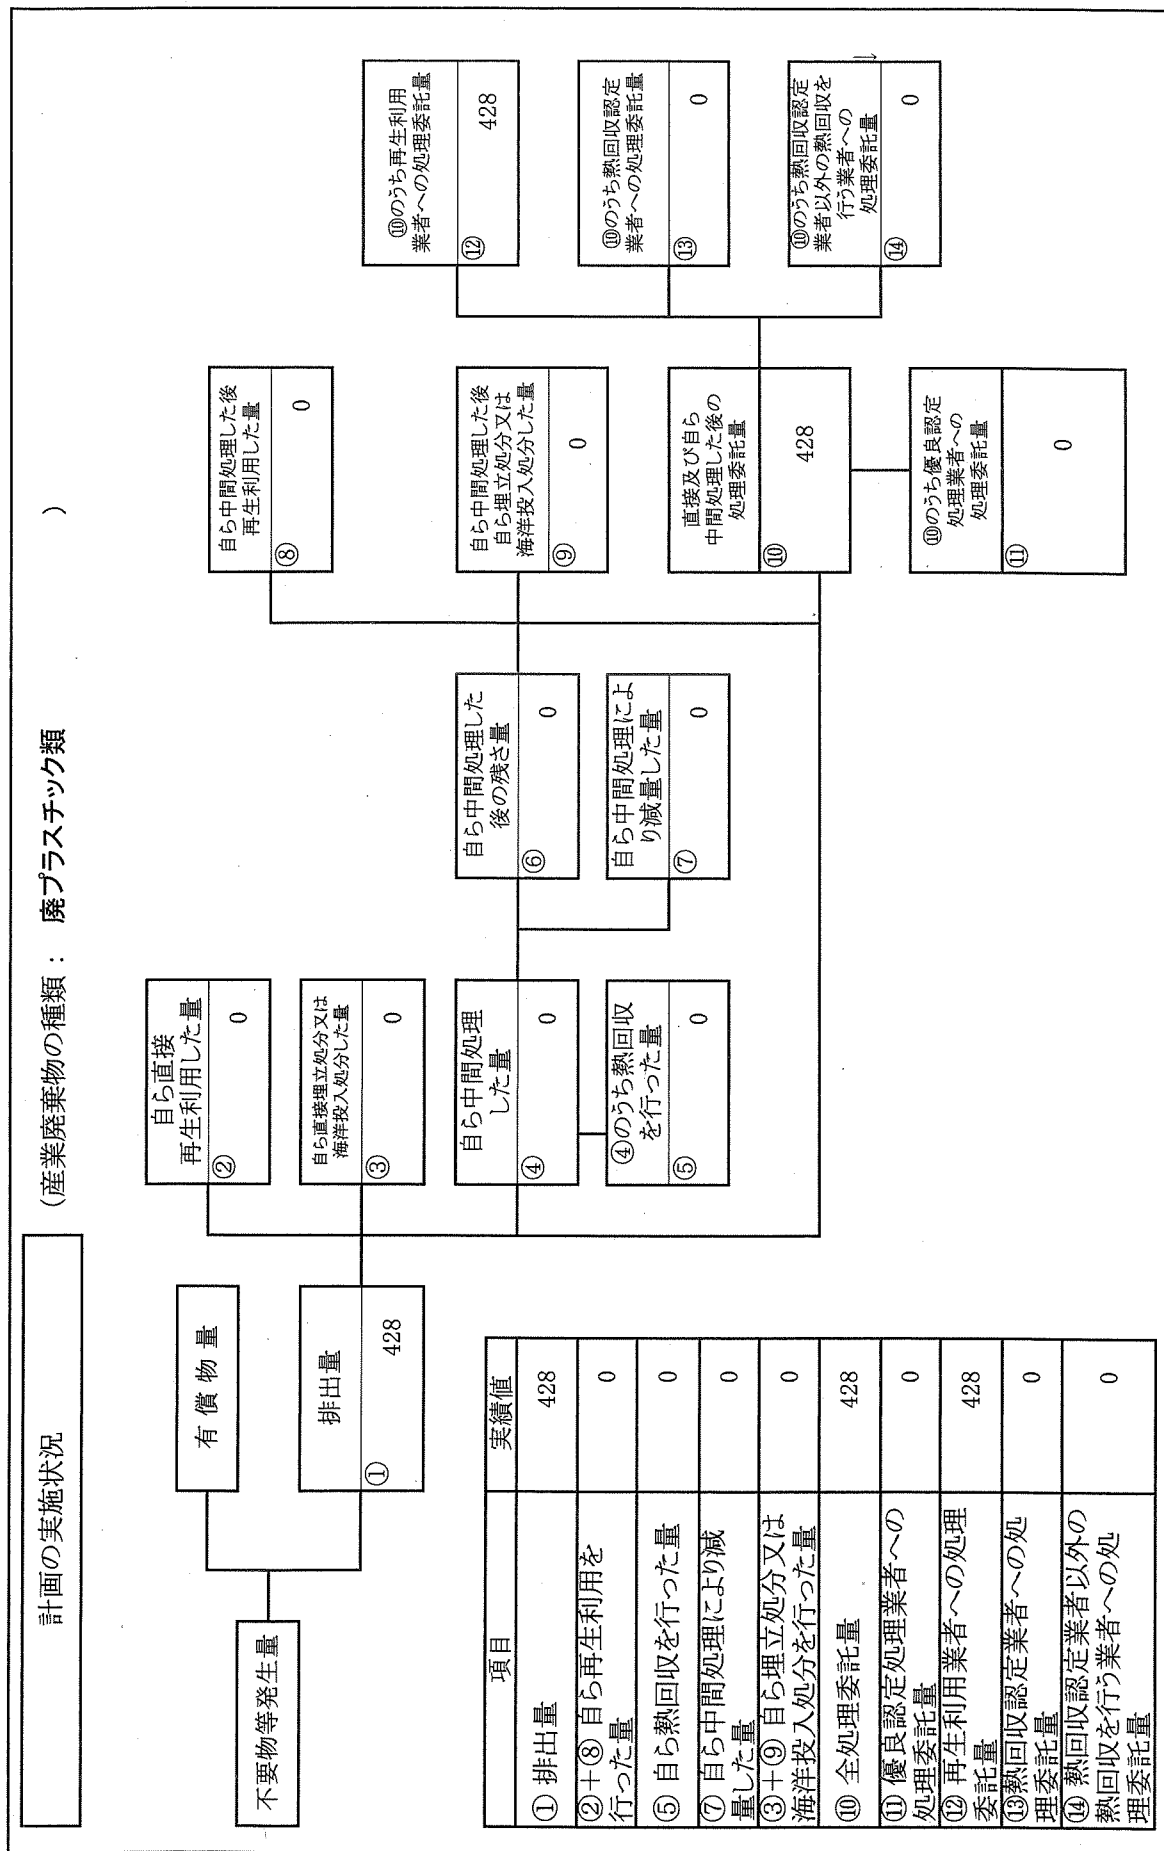 計画の実施状況
(産業廃棄物の種類： 廃プラスチック類 )
不要物等発生量
有 償 物 量
排出量
① 428
自ら直接
再生利用した量
② 0
自ら直接埋立処分又は
海洋投入処分した量
③ 0
自ら中間処理
した量
④ 0
④のうち熱回収
を行った量
⑤ 0
自ら中間処理した
後の残さ量
⑥ 0
自ら中間処理によ
り減量した量
⑦ 0
自ら中間処理した後
再生利用した量
⑧ 0
自ら中間処理した後
自ら埋立処分又は
海洋投入処分した量
⑨ 0
直接及び自ら
中間処理した後の
処理委託量
⑩ 428
⑩のうち優良認定
処理業者への
処理委託量
⑪ 0
⑩のうち再生利用
業者への処理委託量
⑫ 428
⑩のうち熱回収認定
業者への処理委託量
⑬ 0
⑩のうち熱回収認定
業者以外の熱回収を
行う業者への
処理委託量
⑭ 0
項目 実績値
① 排出量 428
②＋⑧ 自ら再生利用を
行った量 0
⑤ 自ら熱回収を行った量 0
⑦ 自ら中間処理により減
量した量 0
③＋⑨ 自ら埋立処分又は
海洋投入処分を行った量 0
⑩ 全処理委託量 428
⑪ 優良認定処理業者への
処理委託量 0
⑫ 再生利用業者への処理
委託量 428
⑬熱回収認定業者への処
理委託量 0
⑭ 熱回収認定業者以外の
熱回収を行う業者への処
理委託量 0